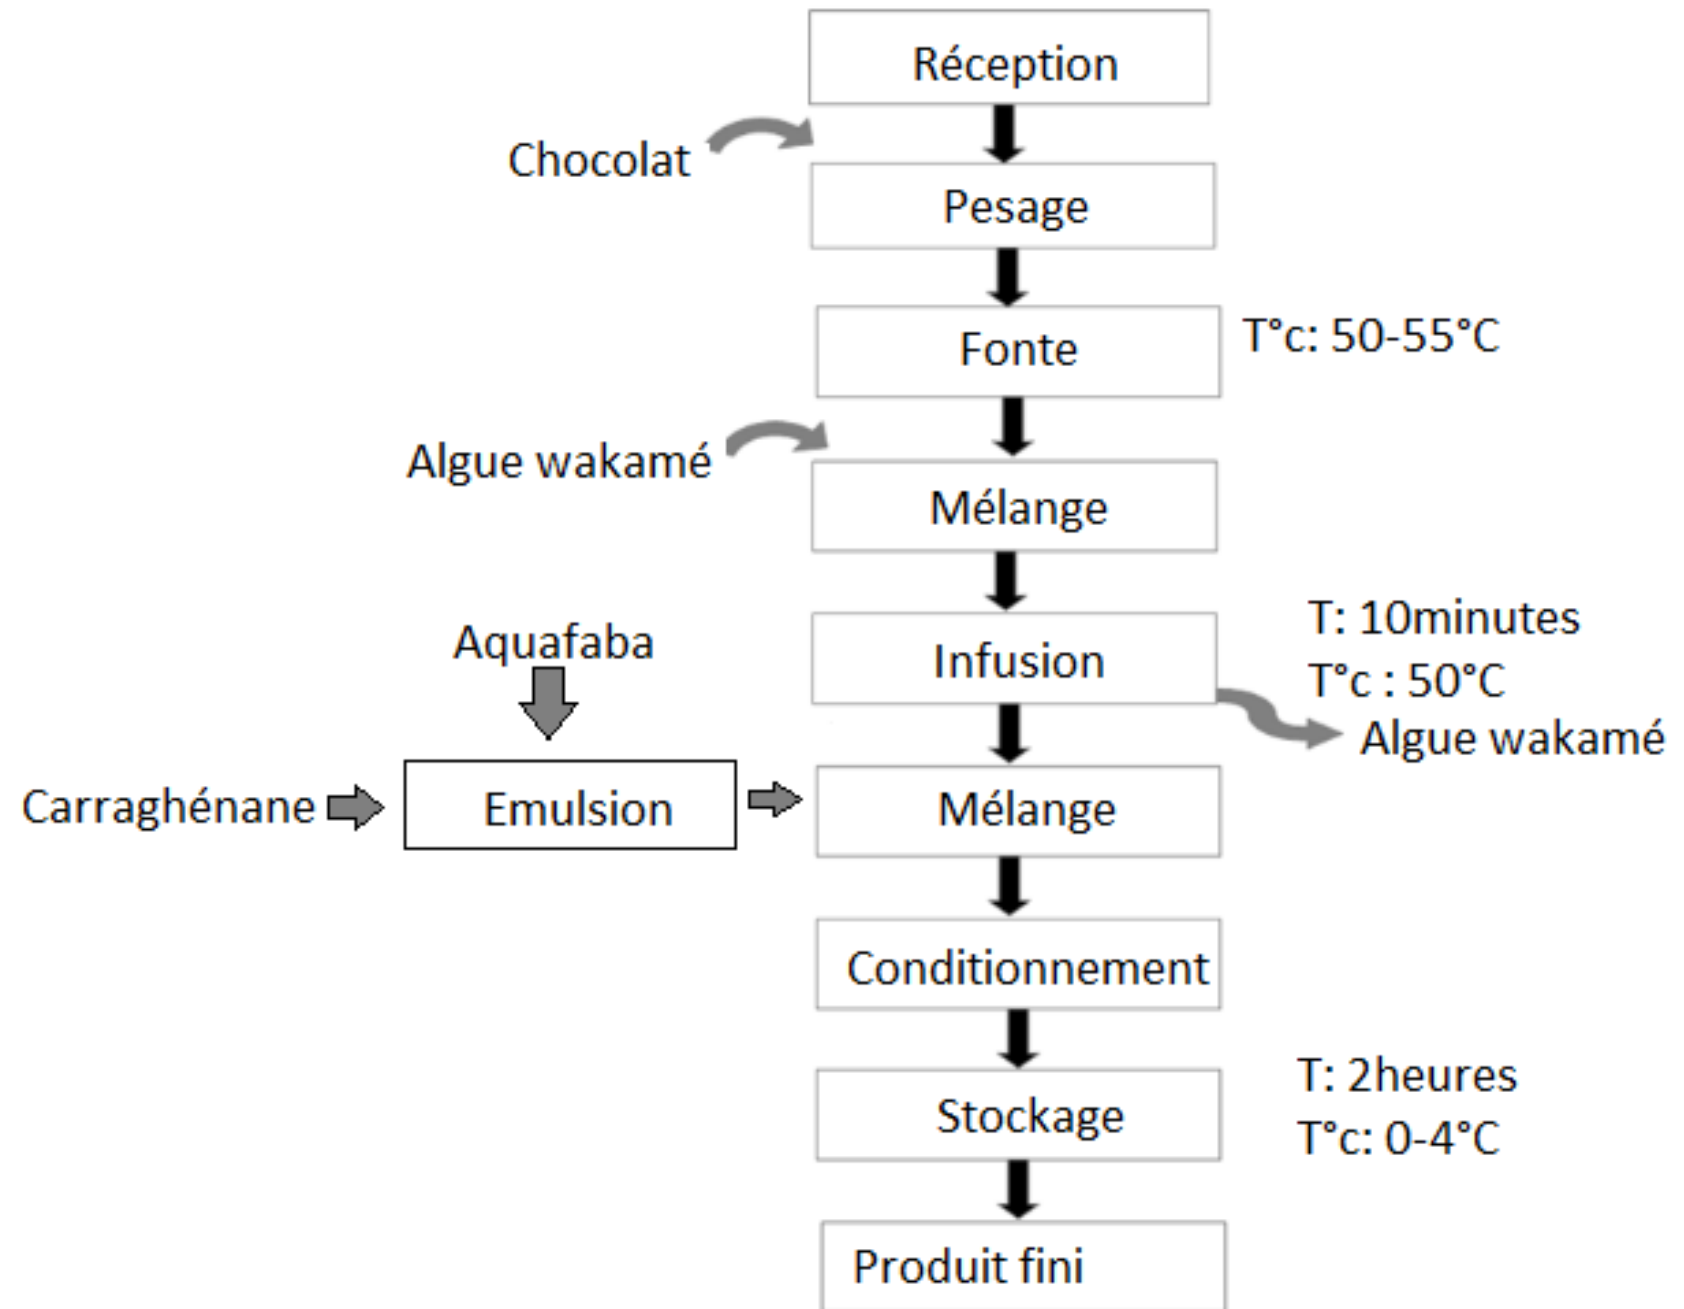 Réception
Chocolat
Pesage
Fonte
T°c: 50-55°C
Algue wakamé
Mélange
Infusion
T: 10minutes
T°c : 50°C
Algue wakamé
Aquafaba
Carraghénane
Emulsion
Mélange
Conditionnement
Stockage
T: 2heures
T°c: 0-4°C
Produit fini